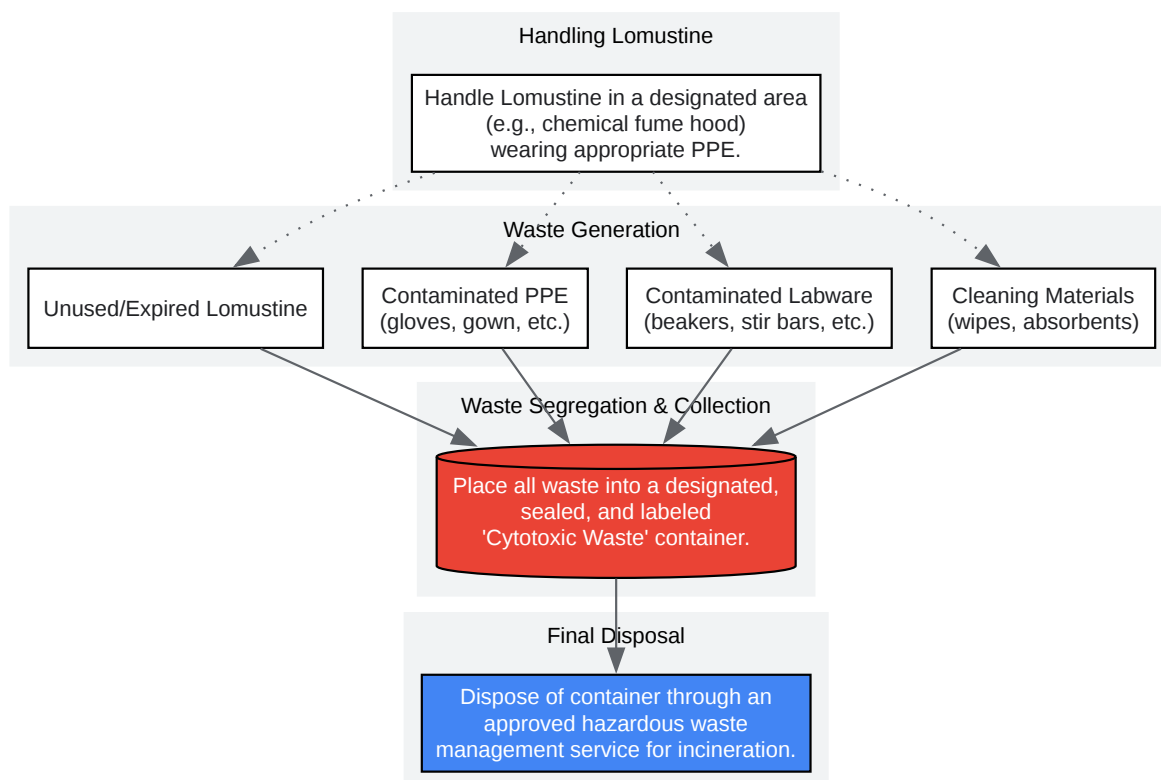 Handling Lomustine
Handle Lomustine in a designated area
(e.g., chemical fume hood)
wearing appropriate PPE.
Waste Generation
Unused/Expired Lomustine
Contaminated PPE
(gloves, gown, etc.)
Contaminated Labware
(beakers, stir bars, etc.)
Cleaning Materials
(wipes, absorbents)
Waste Segregation & Collection
Place all waste into a designated,
sealed, and labeled
'Cytotoxic Waste' container.
Final Disposal
Dispose of container through an
approved hazardous waste
management service for incineration.